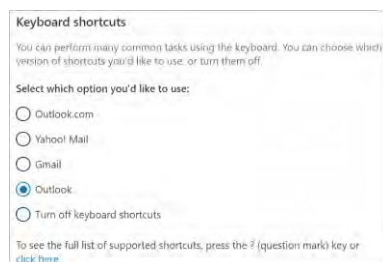 Keyboard shortcuts
You can perform many common tasks using the keyboard. You can choose which
version of shortcuts you'd like to use, or turn them off.
Select which option you'd like to use:
Outlook.com
Yahoo! Mail
Gmail
Outlook
Turn off keyboard shortcuts
To see the full list of supported shortcuts, press the ? (question mark) key or
click here